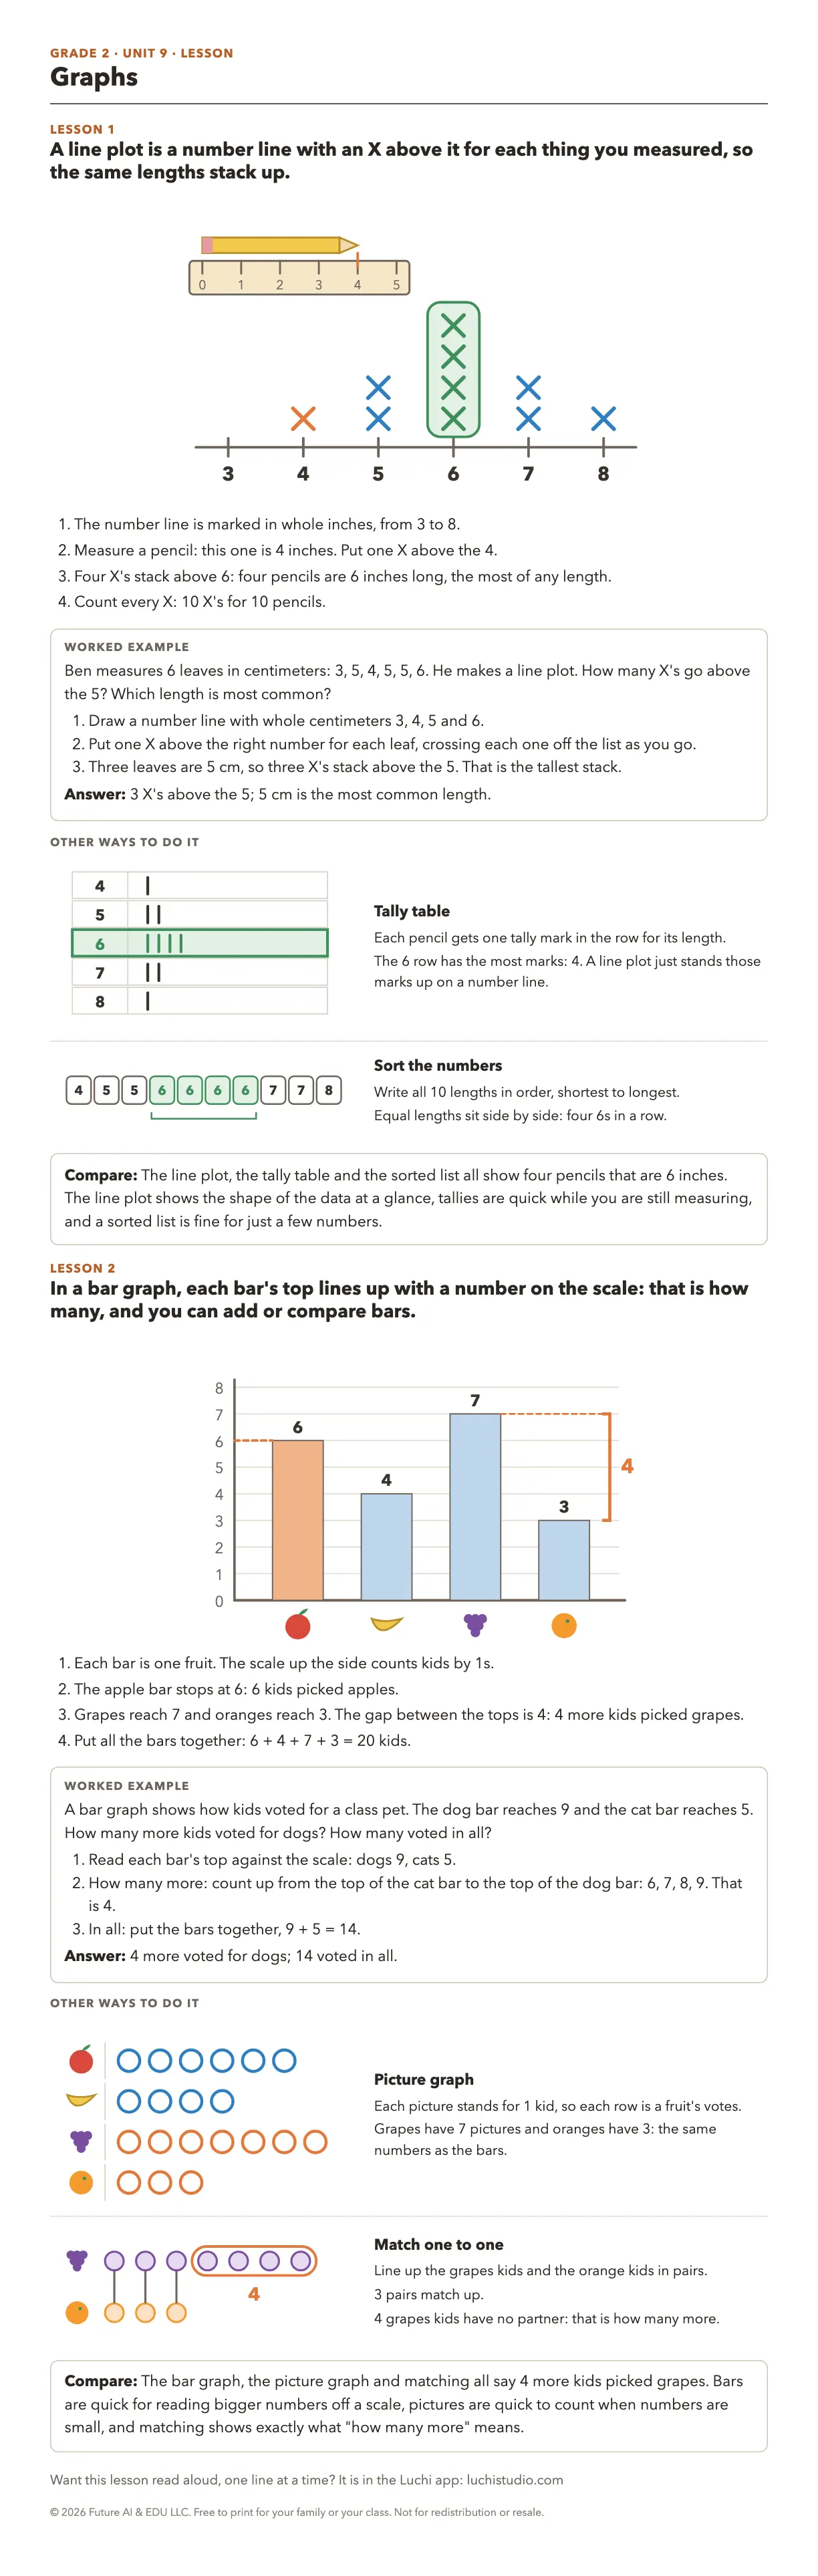 GRADE 2 · UNIT 9 · LESSON
Graphs
LESSON 1
A line plot is a number line with an X above it for each thing you measured, so
the same lengths stack up.
0 1 2 3 4 5
3 4 5 6 7 8
1. The number line is marked in whole inches, from 3 to 8.
2. Measure a pencil: this one is 4 inches. Put one X above the 4.
3. Four X's stack above 6: four pencils are 6 inches long, the most of any length.
4. Count every X: 10 X's for 10 pencils.
WORKED EXAMPLE
Ben measures 6 leaves in centimeters: 3, 5, 4, 5, 5, 6. He makes a line plot. How many X's go above
the 5? Which length is most common?
1. Draw a number line with whole centimeters 3, 4, 5 and 6.
2. Put one X above the right number for each leaf, crossing each one off the list as you go.
3. Three leaves are 5 cm, so three X's stack above the 5. That is the tallest stack.
Answer: 3 X's above the 5; 5 cm is the most common length.
OTHER WAYS TO DO IT
4
5
6
7
8
Tally table
Each pencil gets one tally mark in the row for its length.
The 6 row has the most marks: 4. A line plot just stands those
marks up on a number line.
4 5 5 6 6 6 6 7 7 8
Sort the numbers
Write all 10 lengths in order, shortest to longest.
Equal lengths sit side by side: four 6s in a row.
Compare: The line plot, the tally table and the sorted list all show four pencils that are 6 inches.
The line plot shows the shape of the data at a glance, tallies are quick while you are still measuring,
and a sorted list is fine for just a few numbers.
LESSON 2
In a bar graph, each bar's top lines up with a number on the scale: that is how
many, and you can add or compare bars.
8
7
6
5
4
3
2
1
0
6
4
7
3
4
1. Each bar is one fruit. The scale up the side counts kids by 1s.
2. The apple bar stops at 6: 6 kids picked apples.
3. Grapes reach 7 and oranges reach 3. The gap between the tops is 4: 4 more kids picked grapes.
4. Put all the bars together: 6 + 4 + 7 + 3 = 20 kids.
WORKED EXAMPLE
A bar graph shows how kids voted for a class pet. The dog bar reaches 9 and the cat bar reaches 5.
How many more kids voted for dogs? How many voted in all?
1. Read each bar's top against the scale: dogs 9, cats 5.
2. How many more: count up from the top of the cat bar to the top of the dog bar: 6, 7, 8, 9. That
is 4.
3. In all: put the bars together, 9 + 5 = 14.
Answer: 4 more voted for dogs; 14 voted in all.
OTHER WAYS TO DO IT
Picture graph
Each picture stands for 1 kid, so each row is a fruit's votes.
Grapes have 7 pictures and oranges have 3: the same
numbers as the bars.
4
Match one to one
Line up the grapes kids and the orange kids in pairs.
3 pairs match up.
4 grapes kids have no partner: that is how many more.
Compare: The bar graph, the picture graph and matching all say 4 more kids picked grapes. Bars
are quick for reading bigger numbers off a scale, pictures are quick to count when numbers are
small, and matching shows exactly what "how many more" means.
Want this lesson read aloud, one line at a time? It is in the Luchi app: luchistudio.com
© 2026 Future AI & EDU LLC. Free to print for your family or your class. Not for redistribution or resale.